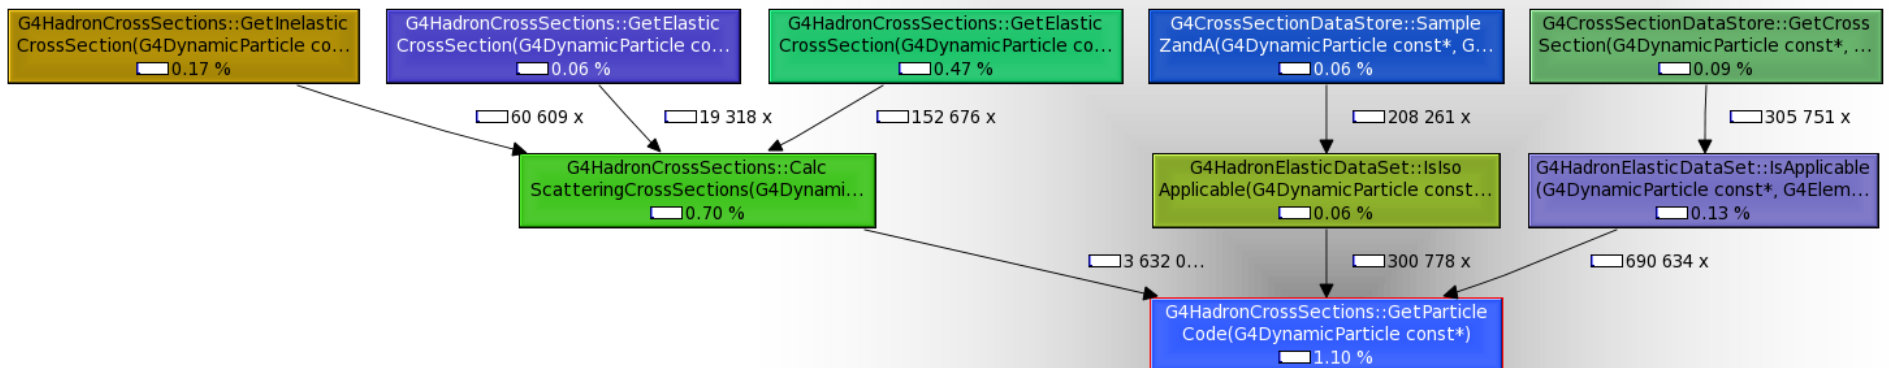 G4HadronCrossSections::GetInelastic
CrossSection(G4DynamicParticle co...
0.17 %
G4HadronCrossSections::GetElastic
CrossSection(G4DynamicParticle co...
0.06 %
G4HadronCrossSections::GetElastic
CrossSection(G4DynamicParticle co...
0.47 %
G4CrossSectionDataStore::Sample
ZandA(G4DynamicParticle const*, G...
0.06 %
G4CrossSectionDataStore::GetCross
Section(G4DynamicParticle const*, ...
0.09 %
60 609 x
19 318 x
152 676 x
208 261 x
305 751 x
G4HadronCrossSections::Calc
ScatteringCrossSections(G4Dynami...
0.70 %
G4HadronElasticDataSet::IsIso
Applicable(G4DynamicParticle const...
0.06 %
G4HadronElasticDataSet::IsApplicable
(G4DynamicParticle const*, G4Elem...
0.13 %
3 632 0...
300 778 x
690 634 x
G4HadronCrossSections::GetParticle
Code(G4DynamicParticle const*)
1.10 %